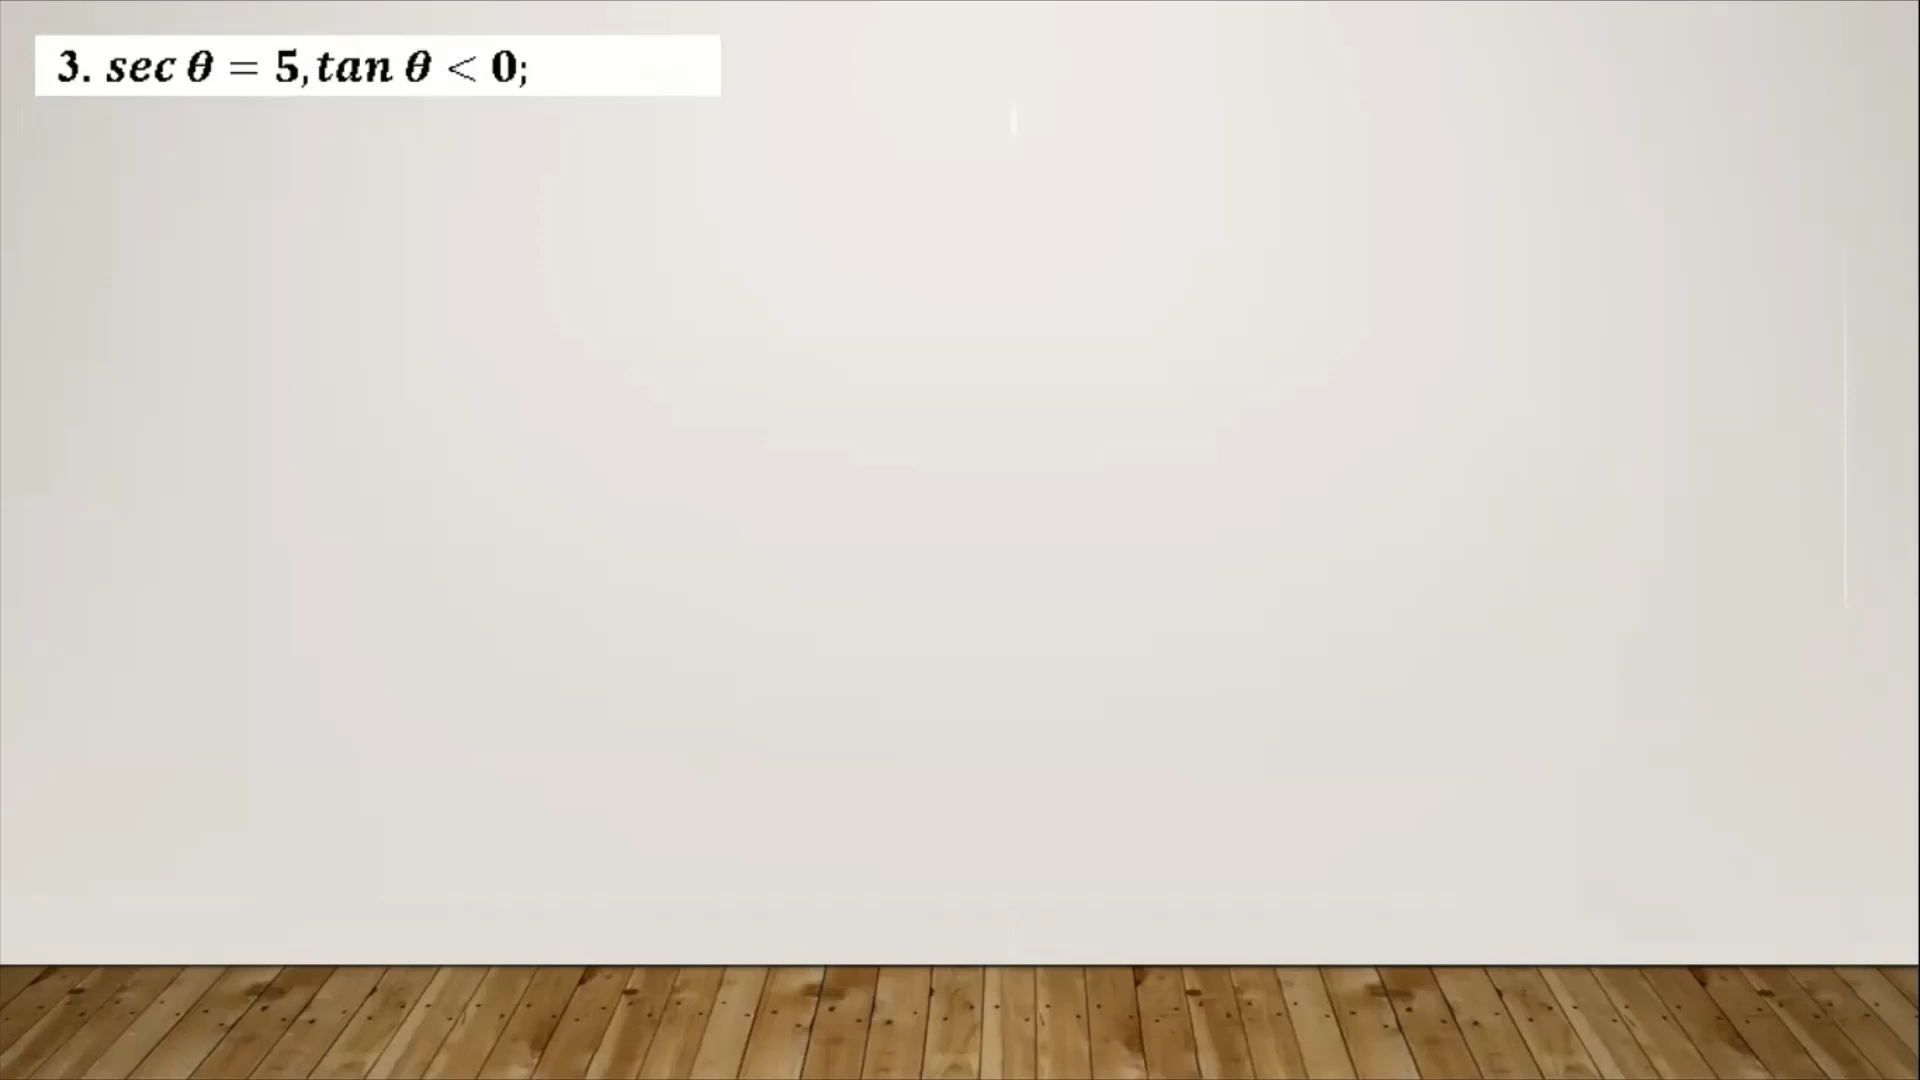 3. sec θ = 5, tan θ < 0;